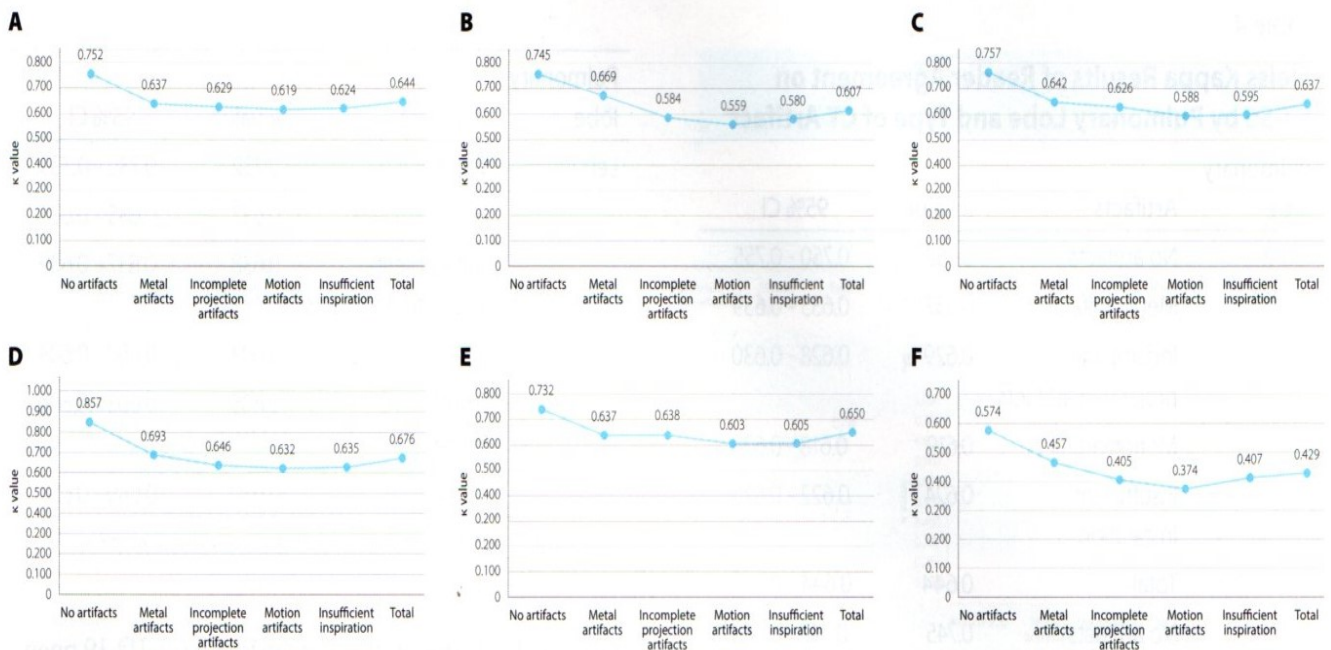 A
κ value
0.800
0.700
0.600
0.500
0.400
0.300
0.200
0.100
0
0.752
0.637
0.629
0.619
0.624
0.644
No artifacts
Metal
artifacts
Incomplete
projection
artifacts
Motion
artifacts
Insufficient
inspiration
Total
B
κ value
0.800
0.700
0.600
0.500
0.400
0.300
0.200
0.100
0
0.745
0.669
0.584
0.559
0.580
0.607
No artifacts
Metal
artifacts
Incomplete
projection
artifacts
Motion
artifacts
Insufficient
inspiration
Total
C
κ value
0.800
0.700
0.600
0.500
0.400
0.300
0.200
0.100
0
0.757
0.642
0.626
0.588
0.595
0.637
No artifacts
Metal
artifacts
Incomplete
projection
artifacts
Motion
artifacts
Insufficient
inspiration
Total
D
κ value
1.000
0.900
0.800
0.700
0.600
0.500
0.400
0.300
0.200
0.100
0
0.857
0.693
0.646
0.632
0.635
0.676
No artifacts
Metal
artifacts
Incomplete
projection
artifacts
Motion
artifacts
Insufficient
inspiration
Total
E
κ value
0.800
0.700
0.600
0.500
0.400
0.300
0.200
0.100
0
0.732
0.637
0.638
0.603
0.605
0.650
No artifacts
Metal
artifacts
Incomplete
projection
artifacts
Motion
artifacts
Insufficient
inspiration
Total
F
κ value
0.700
0.600
0.500
0.400
0.300
0.200
0.100
0
0.574
0.457
0.405
0.374
0.407
0.429
No artifacts
Metal
artifacts
Incomplete
projection
artifacts
Motion
artifacts
Insufficient
inspiration
Total